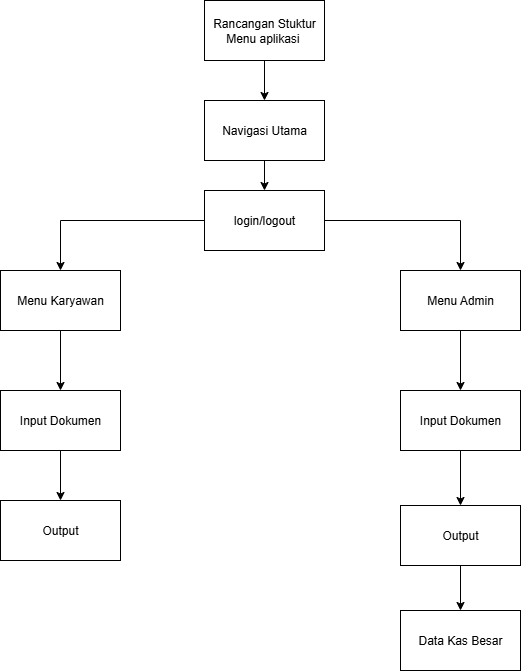 Rancangan Stuktur
Menu aplikasi
Navigasi Utama
login/logout
Menu Karyawan
Menu Admin
Input Dokumen
Input Dokumen
Output
Output
Data Kas Besar